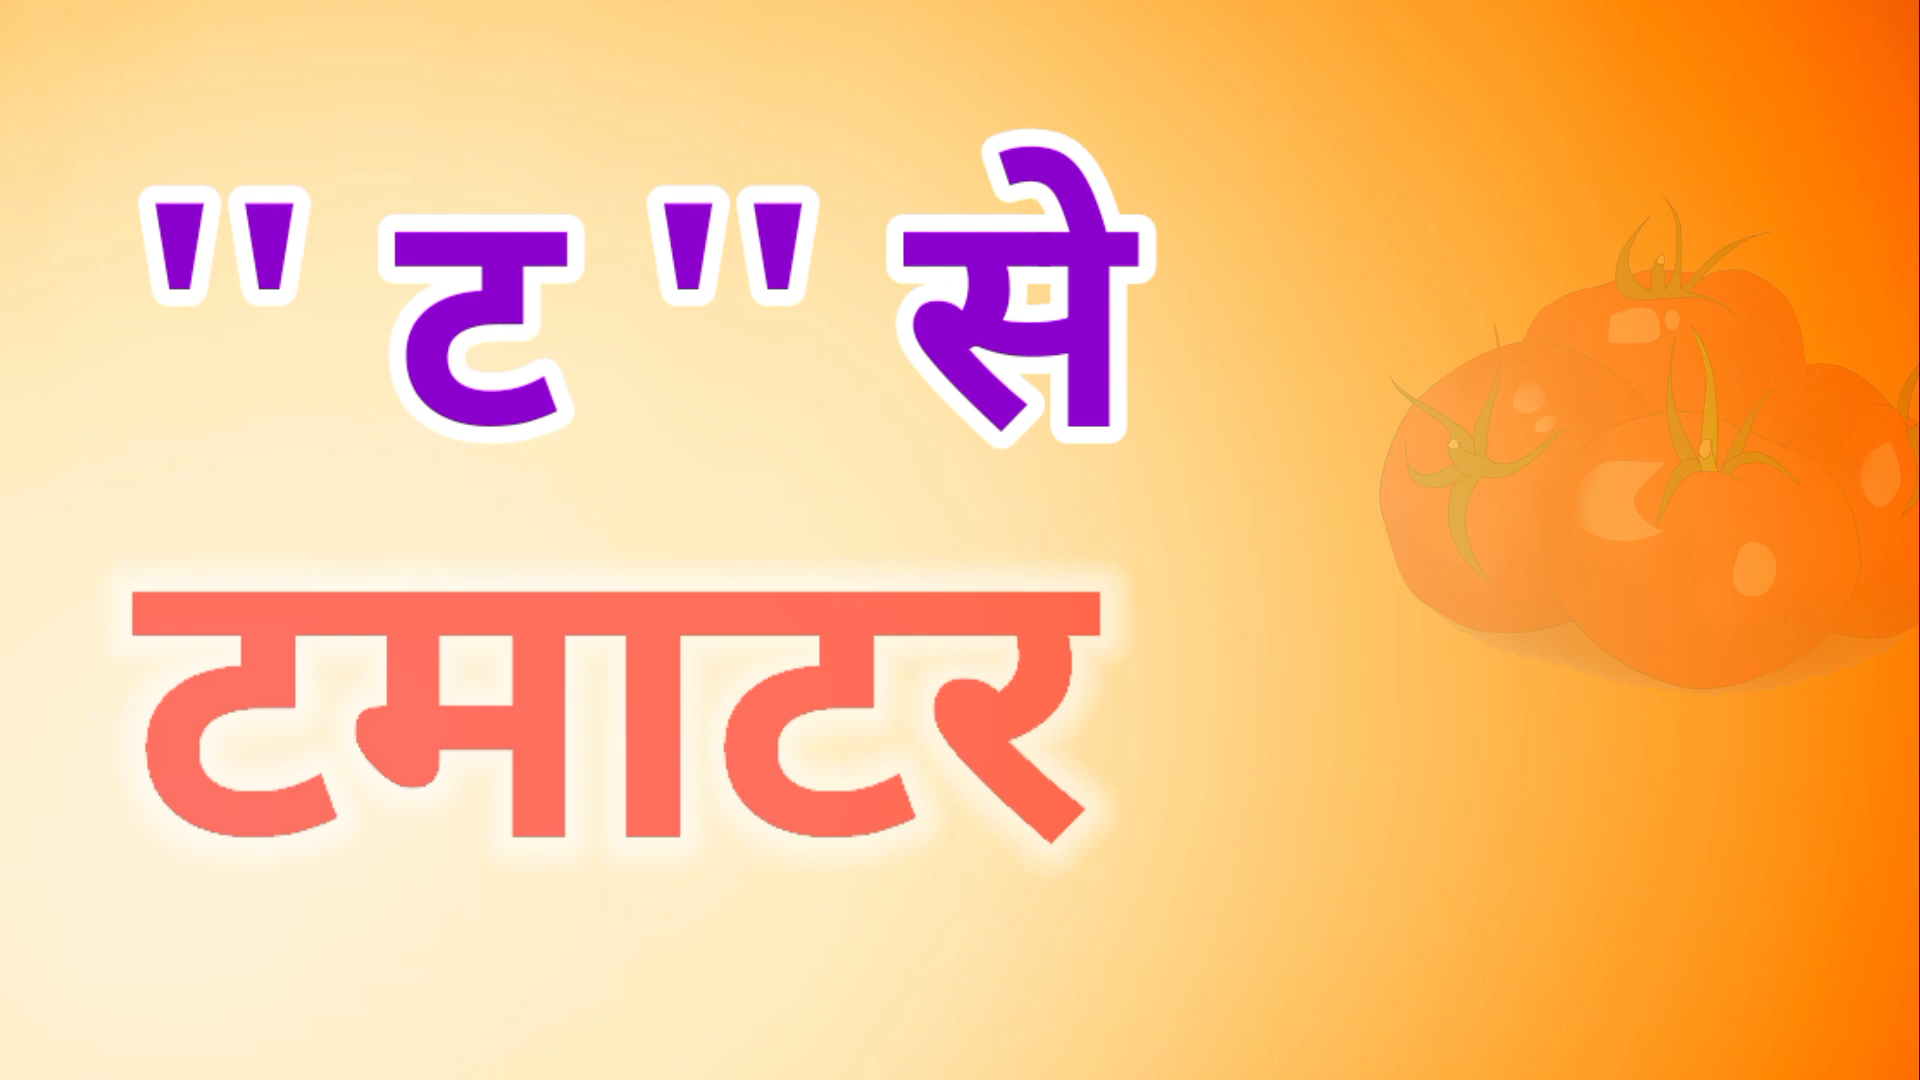 " ट " से
टमाटर